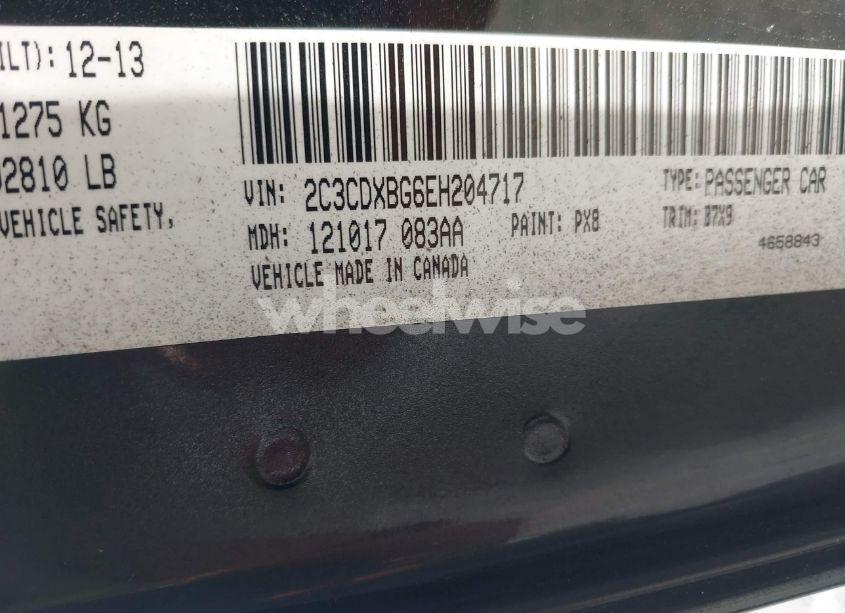 ILT): 12-13
1275 KG
02810 LB
VEHICLE SAFETY,
VIN: 2C3CDXBG6EH204717
TYPE: PASSENGER CAR
MDH: 121017 083AA
PAINT: PX8
TRIM: B7X9
VEHICLE MADE IN CANADA
4658843
wheelwise